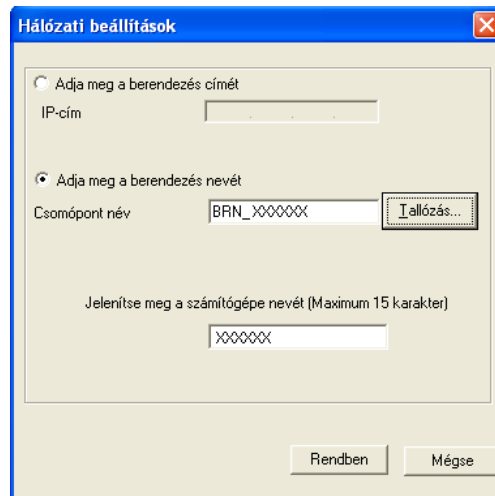 Hálózati beállítások
Adja meg a berendezés címét
IP-cím
Adja meg a berendezés nevét
Csomópont név BRN_XXXXXX Tallózás...
Jelenítse meg a számítógépe nevét (Maximum 15 karakter)
XXXXXX
Rendben Mégse